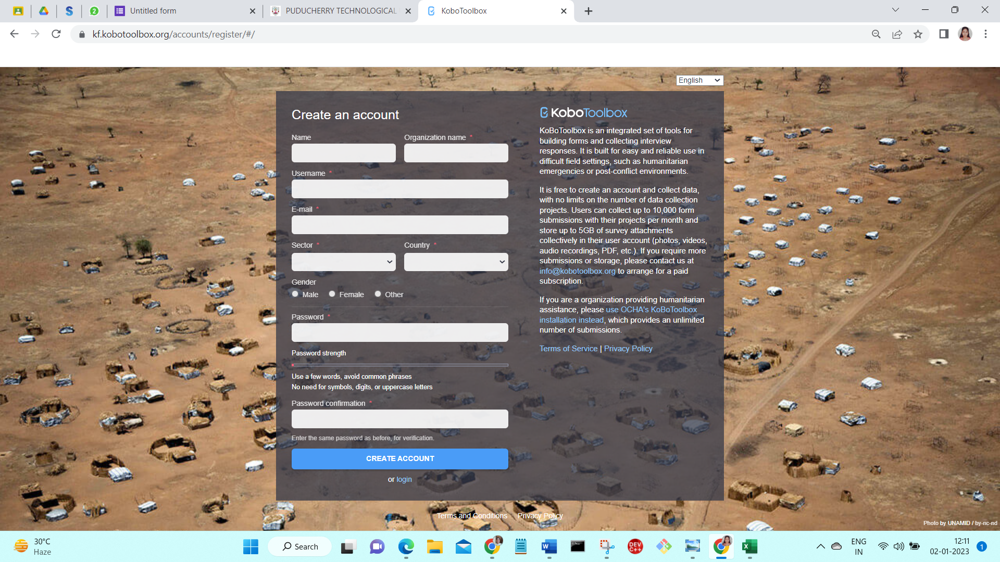 2
Untitled form
PUDUCHERRY TECHNOLOGICAL
KoboToolbox
kf.kobotoolbox.org/accounts/register/#/
English
Create an account
Name
Organization name *
Username *
E-mail *
Sector *
Country *
Gender
Male
Female
Other
Password *
Password strength
Use a few words, avoid common phrases
No need for symbols, digits, or uppercase letters
Password confirmation *
Enter the same password as before, for verification.
CREATE ACCOUNT
or login
KoboToolbox
KoBoToolbox is an integrated set of tools for
building forms and collecting interview
responses. It is built for easy and reliable use in
difficult field settings, such as humanitarian
emergencies or post-conflict environments.
It is free to create an account and collect data,
with no limits on the number of data collection
projects. Users can collect up to 10,000 form
submissions with their projects per month and
store up to 5GB of survey attachments
collectively in their user account (photos, videos,
audio recordings, PDF, etc.). If you require more
submissions or storage, please contact us at
info@kobotoolbox.org to arrange for a paid
subscription.
If you are a organization providing humanitarian
assistance, please use OCHA's KoBoToolbox
installation instead, which provides an unlimited
number of submissions.
Terms of Service | Privacy Policy
Terms and Conditions
Privacy Policy
Photo by UNAMID / by-nc-nd
30°C
Haze
Search
W
DEV
C++
X
ENG
IN
12:11
02-01-2023
1